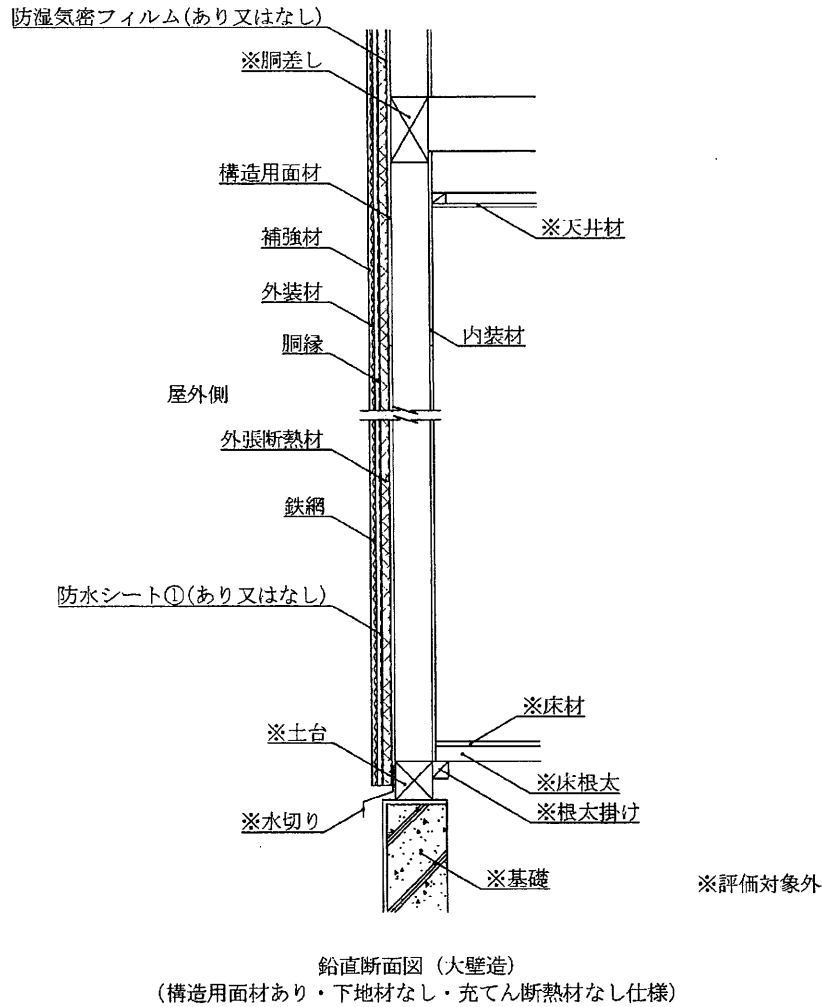 防湿気密フィルム(あり又はなし)
※胴差し
構造用面材
※天井材
補強材
外装材
内装材
胴縁
屋外側
外張断熱材
鉄網
防水シート①(あり又はなし)
※床材
※土台
※床根太
※根太掛け
※水切り
※基礎
※評価対象外
鉛直断面図（大壁造）
（構造用面材あり・下地材なし・充てん断熱材なし仕様）